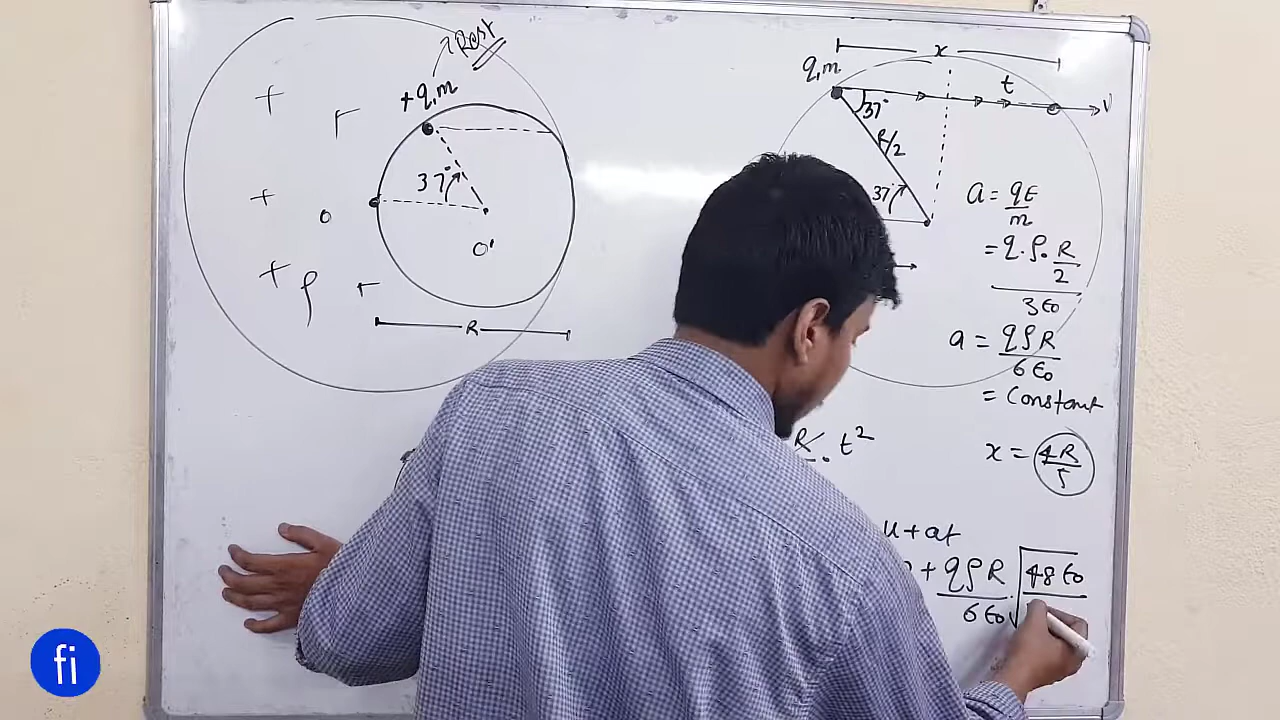 Rest
+q,m
37°
O
O'
ρ
R
x
q,m
t
v
37°
R/2
37°
a = qE/m
= q.ρ.R/2 / 3ε₀
a = qρR/6ε₀
= Constant
x = 4R/5
R. t²
u + at
+ qρR/6ε₀ . √48ε₀
fi